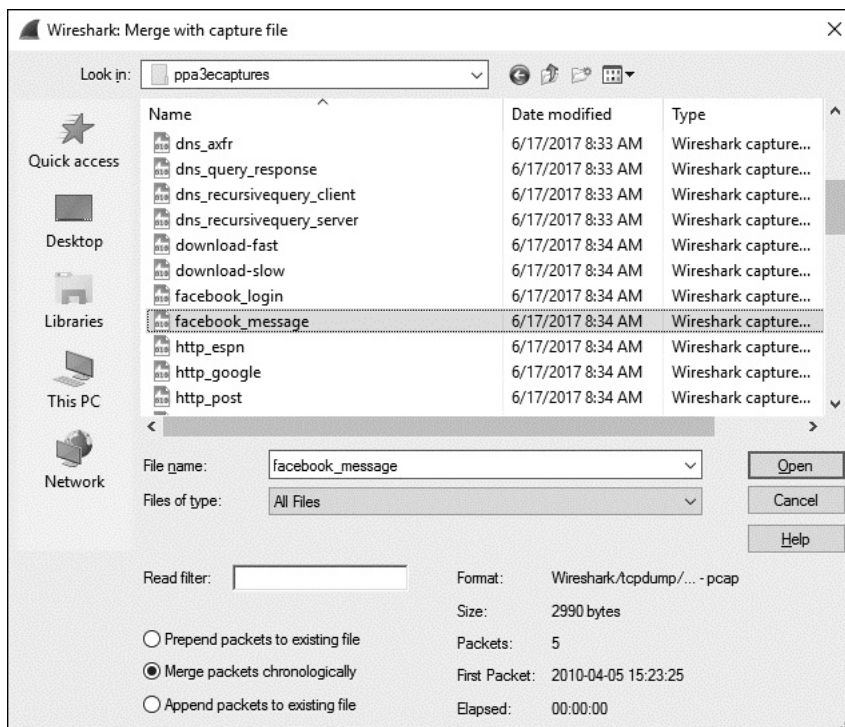 Wireshark: Merge with capture file
Look in: ppa3ecaptures
Name Date modified Type
dns_axfr 6/17/2017 8:33 AM Wireshark capture...
dns_query_response 6/17/2017 8:33 AM Wireshark capture...
dns_recursivequery_client 6/17/2017 8:33 AM Wireshark capture...
dns_recursivequery_server 6/17/2017 8:33 AM Wireshark capture...
download-fast 6/17/2017 8:34 AM Wireshark capture...
download-slow 6/17/2017 8:34 AM Wireshark capture...
facebook_login 6/17/2017 8:34 AM Wireshark capture...
facebook_message 6/17/2017 8:34 AM Wireshark capture...
http_espn 6/17/2017 8:34 AM Wireshark capture...
http_google 6/17/2017 8:34 AM Wireshark capture...
http_post 6/17/2017 8:34 AM Wireshark capture...
Quick access
Desktop
Libraries
This PC
Network
File name: facebook_message Open
Files of type: All Files Cancel
Help
Read filter:
Prepend packets to existing file
Merge packets chronologically
Append packets to existing file
Format: Wireshark/tcpdump/... - pcap
Size: 2990 bytes
Packets: 5
First Packet: 2010-04-05 15:23:25
Elapsed: 00:00:00